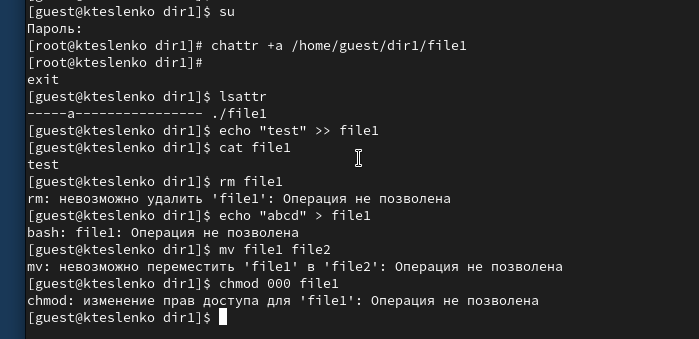 [guest@kteslenko dir1]$ su
Пароль:
[root@kteslenko dir1]# chattr +a /home/guest/dir1/file1
[root@kteslenko dir1]#
exit
[guest@kteslenko dir1]$ lsattr
-----a---------------- ./file1
[guest@kteslenko dir1]$ echo "test" >> file1
[guest@kteslenko dir1]$ cat file1
test
[guest@kteslenko dir1]$ rm file1
rm: невозможно удалить 'file1': Операция не позволена
[guest@kteslenko dir1]$ echo "abcd" > file1
bash: file1: Операция не позволена
[guest@kteslenko dir1]$ mv file1 file2
mv: невозможно переместить 'file1' в 'file2': Операция не позволена
[guest@kteslenko dir1]$ chmod 000 file1
chmod: изменение прав доступа для 'file1': Операция не позволена
[guest@kteslenko dir1]$